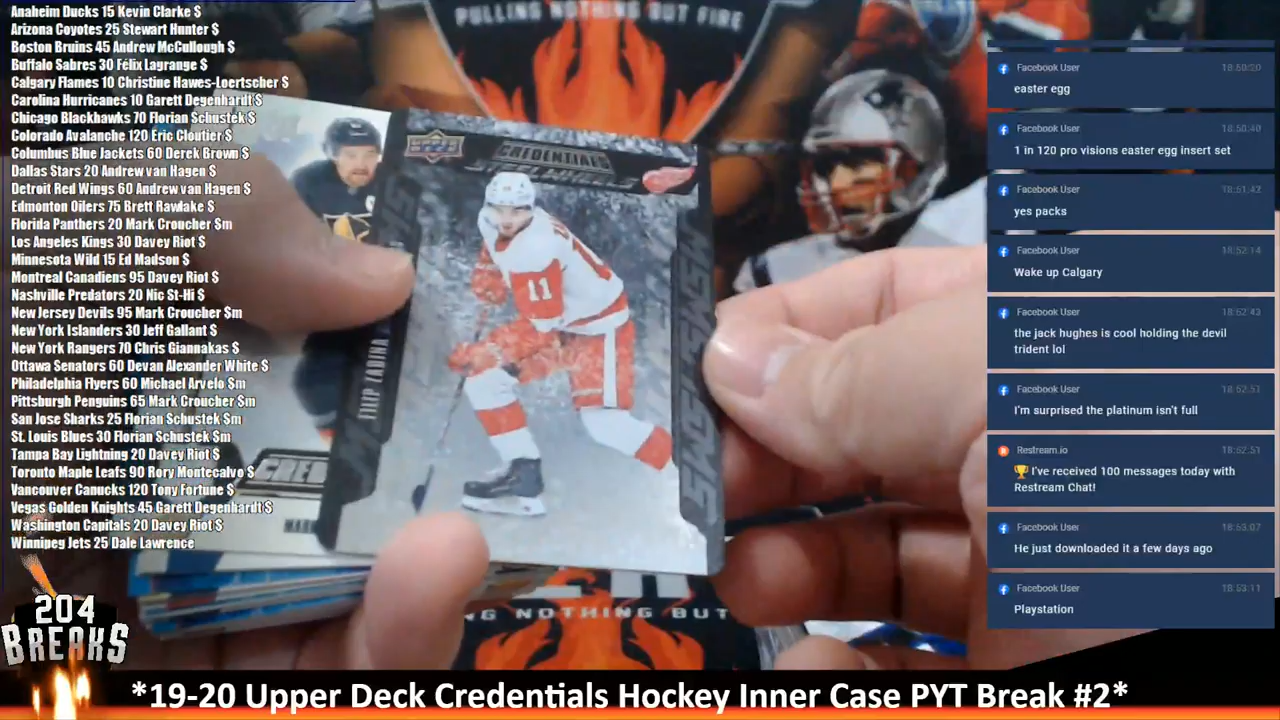 Anaheim Ducks 15 Kevin Clarke $
Arizona Coyotes 25 Stewart Hunter $
Boston Bruins 45 Andrew McCullough $
Buffalo Sabres 30 Félix Lagrange $
Calgary Flames 10 Christine Hawes-Loertscher $
Carolina Hurricanes 10 Garett Degenhardt $
Chicago Blackhawks 70 Florian Schustek $
Colorado Avalanche 120 Eric Cloutier $
Columbus Blue Jackets 60 Derek Brown $
Dallas Stars 20 Andrew van Hagen $
Detroit Red Wings 60 Andrew van Hagen $
Edmonton Oilers 75 Brett Rawlake $
Florida Panthers 20 Mark Croucher $m
Los Angeles Kings 30 Davey Riot $
Minnesota Wild 15 Ed Madson $
Montreal Canadiens 95 Davey Riot $
Nashville Predators 20 Nic St-Hi $
New Jersey Devils 95 Mark Croucher $m
New York Islanders 30 Jeff Gallant $
New York Rangers 70 Chris Giannakas $
Ottawa Senators 60 Devan Alexander White $
Philadelphia Flyers 60 Michael Arvelo $m
Pittsburgh Penguins 65 Mark Croucher $m
San Jose Sharks 25 Florian Schustek $m
St. Louis Blues 30 Florian Schustek $m
Tampa Bay Lightning 20 Davey Riot $
Toronto Maple Leafs 90 Rory Montecalvo $
Vancouver Canucks 120 Tony Fortune $
Vegas Golden Knights 45 Garett Degenhardt $
Washington Capitals 20 Davey Riot $
Winnipeg Jets 25 Dale Lawrence
204
BREAKS
PULLING NOTHING BUT FIRE
UPPER DECK
CREDENTIALS
11
FILIP ZADINA
CRED
MARK
NG NOTHING BUT
Facebook User 18:50:20
easter egg
Facebook User 18:50:40
1 in 120 pro visions easter egg insert set
Facebook User 18:51:42
yes packs
Facebook User 18:52:14
Wake up Calgary
Facebook User 18:52:43
the jack hughes is cool holding the devil
trident lol
Facebook User 18:52:51
I'm surprised the platinum isn't full
Restream.io 18:52:51
🏆 I've received 100 messages today with
Restream Chat!
Facebook User 18:53:07
He just downloaded it a few days ago
Facebook User 18:53:11
Playstation
*19-20 Upper Deck Credentials Hockey Inner Case PYT Break #2*